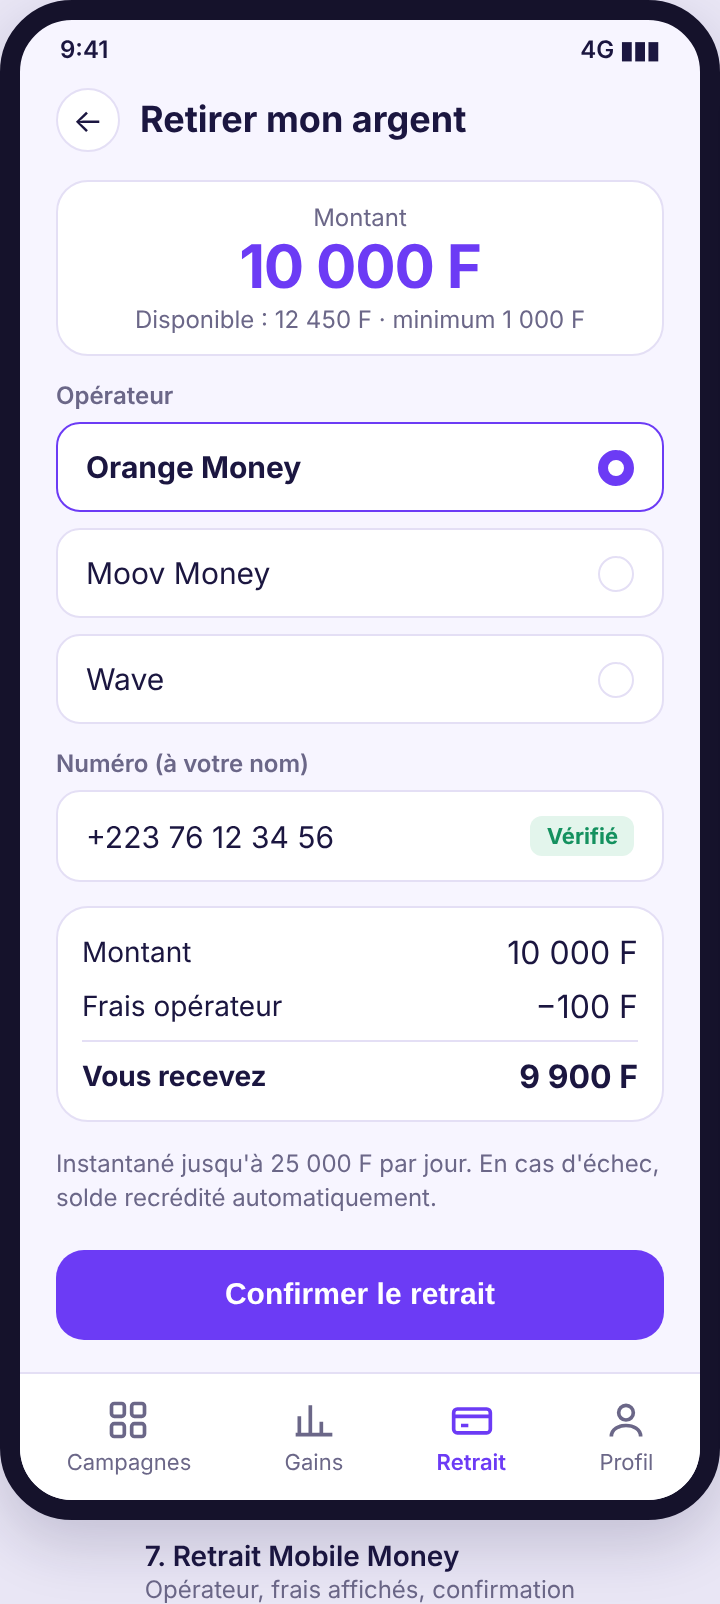 9:41
4G
Retirer mon argent
Montant
10 000 F
Disponible : 12 450 F · minimum 1 000 F
Opérateur
Orange Money
Moov Money
Wave
Numéro (à votre nom)
+223 76 12 34 56
Vérifié
Montant 10 000 F
Frais opérateur −100 F
Vous recevez 9 900 F
Instantané jusqu'à 25 000 F par jour. En cas d'échec,
solde recrédité automatiquement.
Confirmer le retrait
Campagnes Gains Retrait Profil
7. Retrait Mobile Money
Opérateur, frais affichés, confirmation